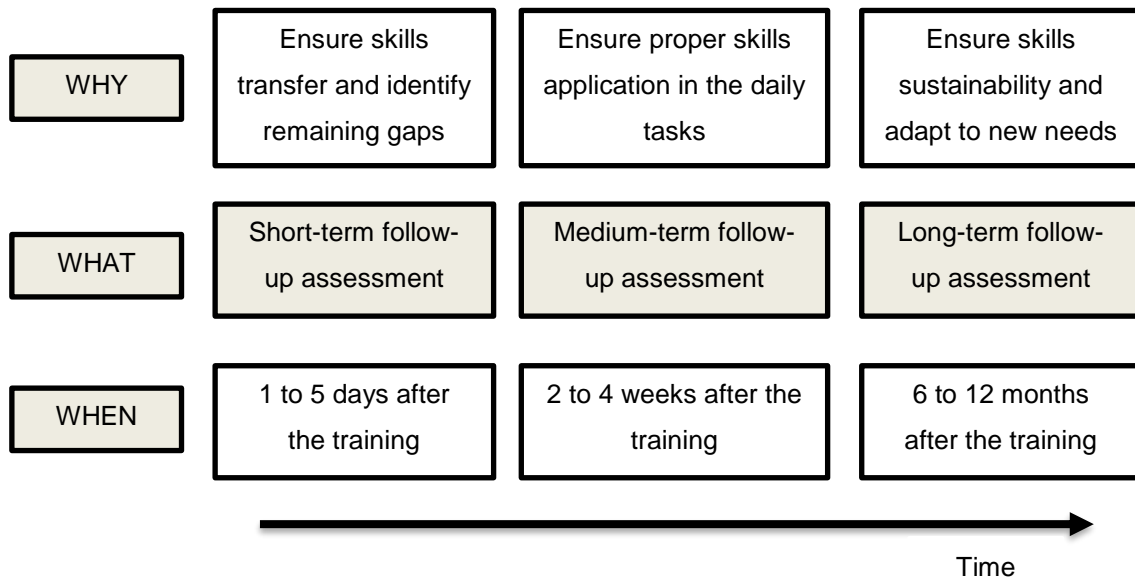 WHY
Ensure skills
transfer and identify
remaining gaps
Ensure proper skills
application in the daily
tasks
Ensure skills
sustainability and
adapt to new needs
WHAT
Short-term follow-
up assessment
Medium-term follow-
up assessment
Long-term follow-
up assessment
WHEN
1 to 5 days after
the training
2 to 4 weeks after the
training
6 to 12 months
after the training
Time